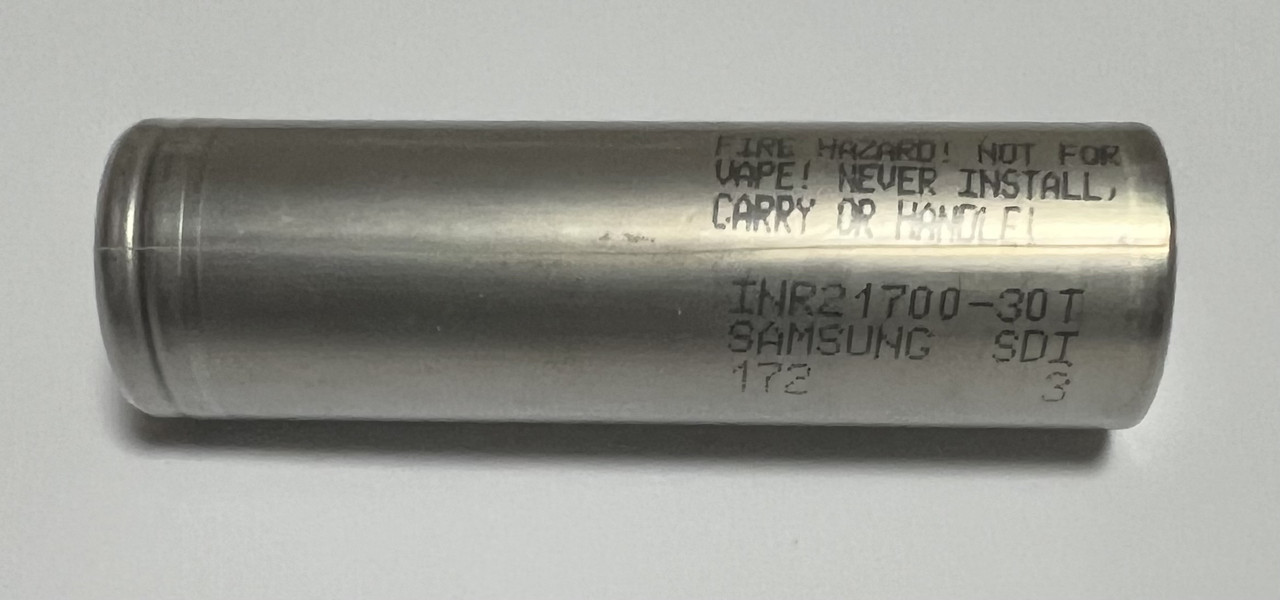 FIRE HAZARD! NOT FOR
VAPE! NEVER INSTALL,
CARRY OR HANDLE!
INR21700-30T
SAMSUNG SDI
172 3